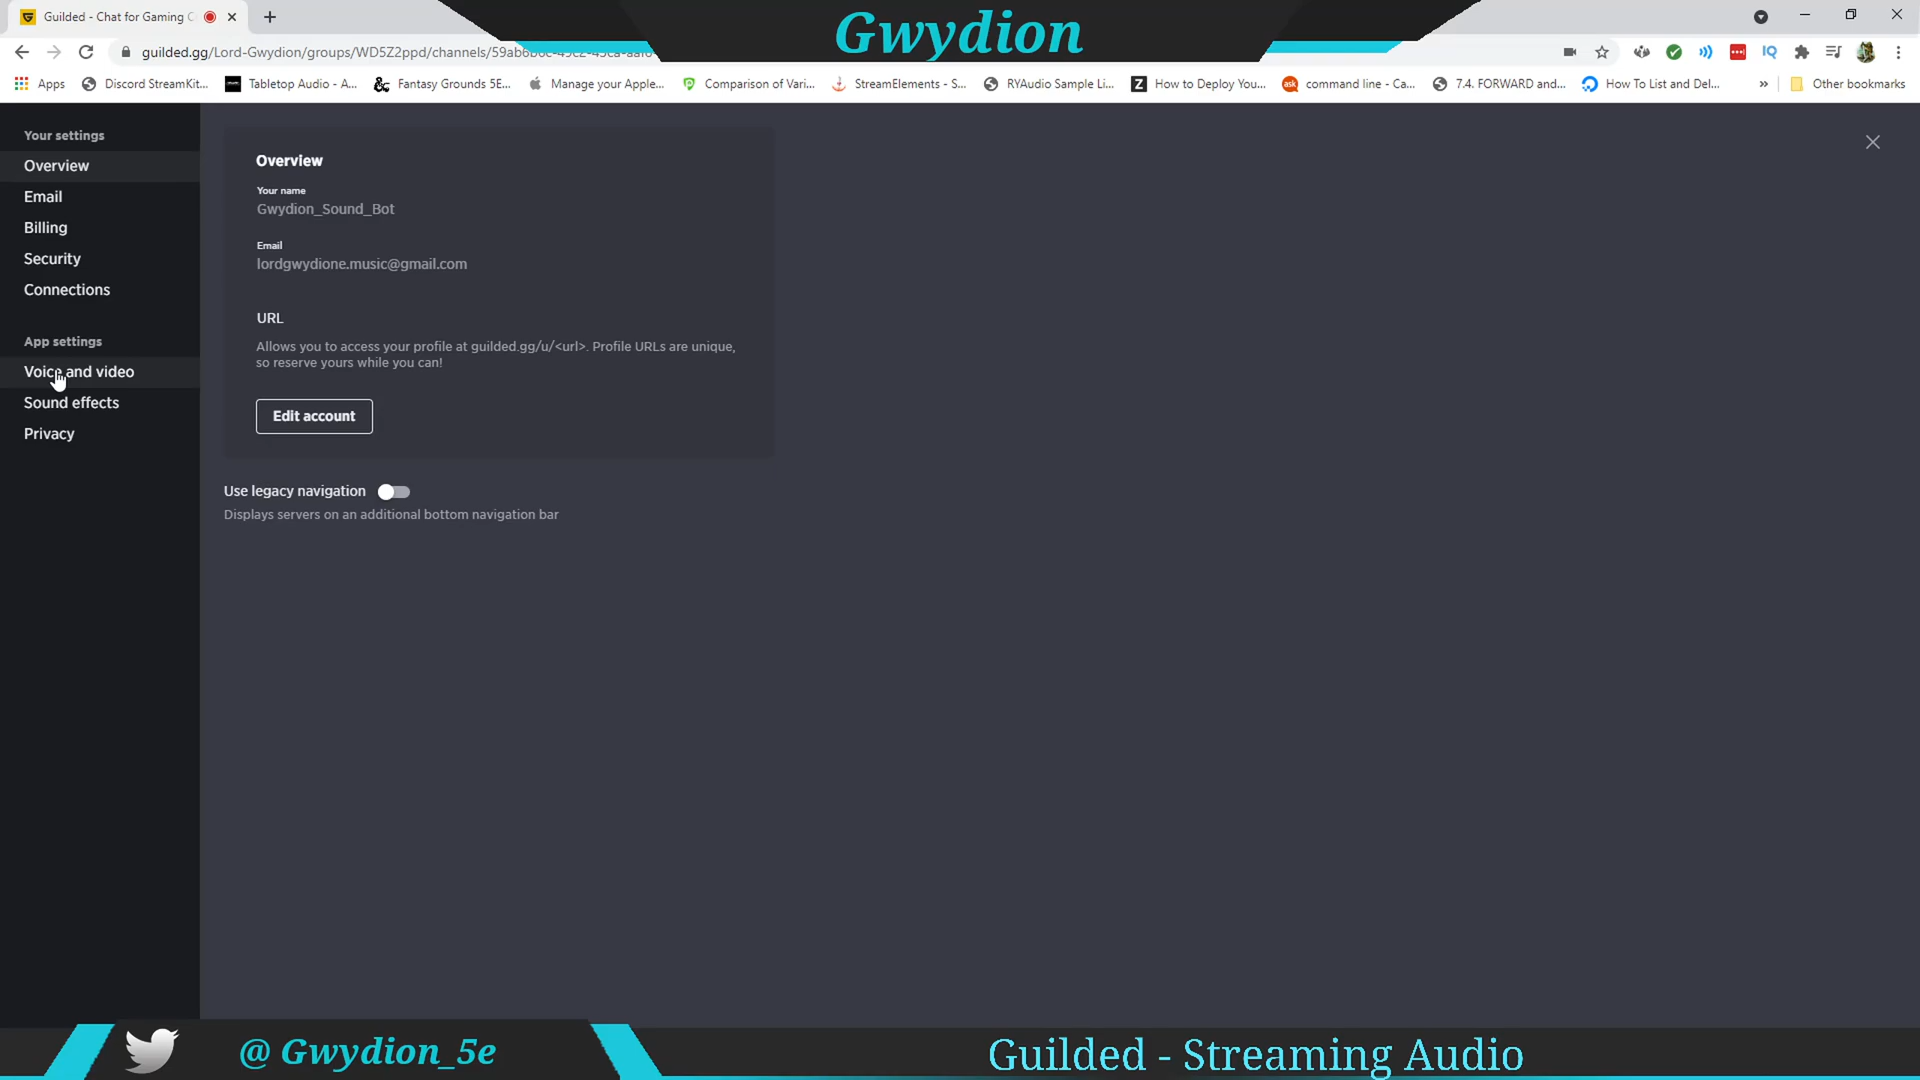 Guilded - Chat for Gaming C
Gwydion
guilded.gg/Lord-Gwydion/groups/WD5Z2ppd/channels/
Apps
Discord StreamKit...
Tabletop Audio - A...
Fantasy Grounds 5E...
Manage your Apple...
Comparison of Vari...
StreamElements - S...
RYAudio Sample Li...
How to Deploy You...
command line - Ca...
7.4. FORWARD and...
How To List and Del...
»
Other bookmarks
Your settings
Overview
Email
Billing
Security
Connections
App settings
Voice and video
Sound effects
Privacy
Overview
Your name
Gwydion_Sound_Bot
Email
lordgwydione.music@gmail.com
URL
Allows you to access your profile at guilded.gg/u/<url>. Profile URLs are unique,
so reserve yours while you can!
Edit account
Use legacy navigation
Displays servers on an additional bottom navigation bar
@ Gwydion_5e
Guilded - Streaming Audio